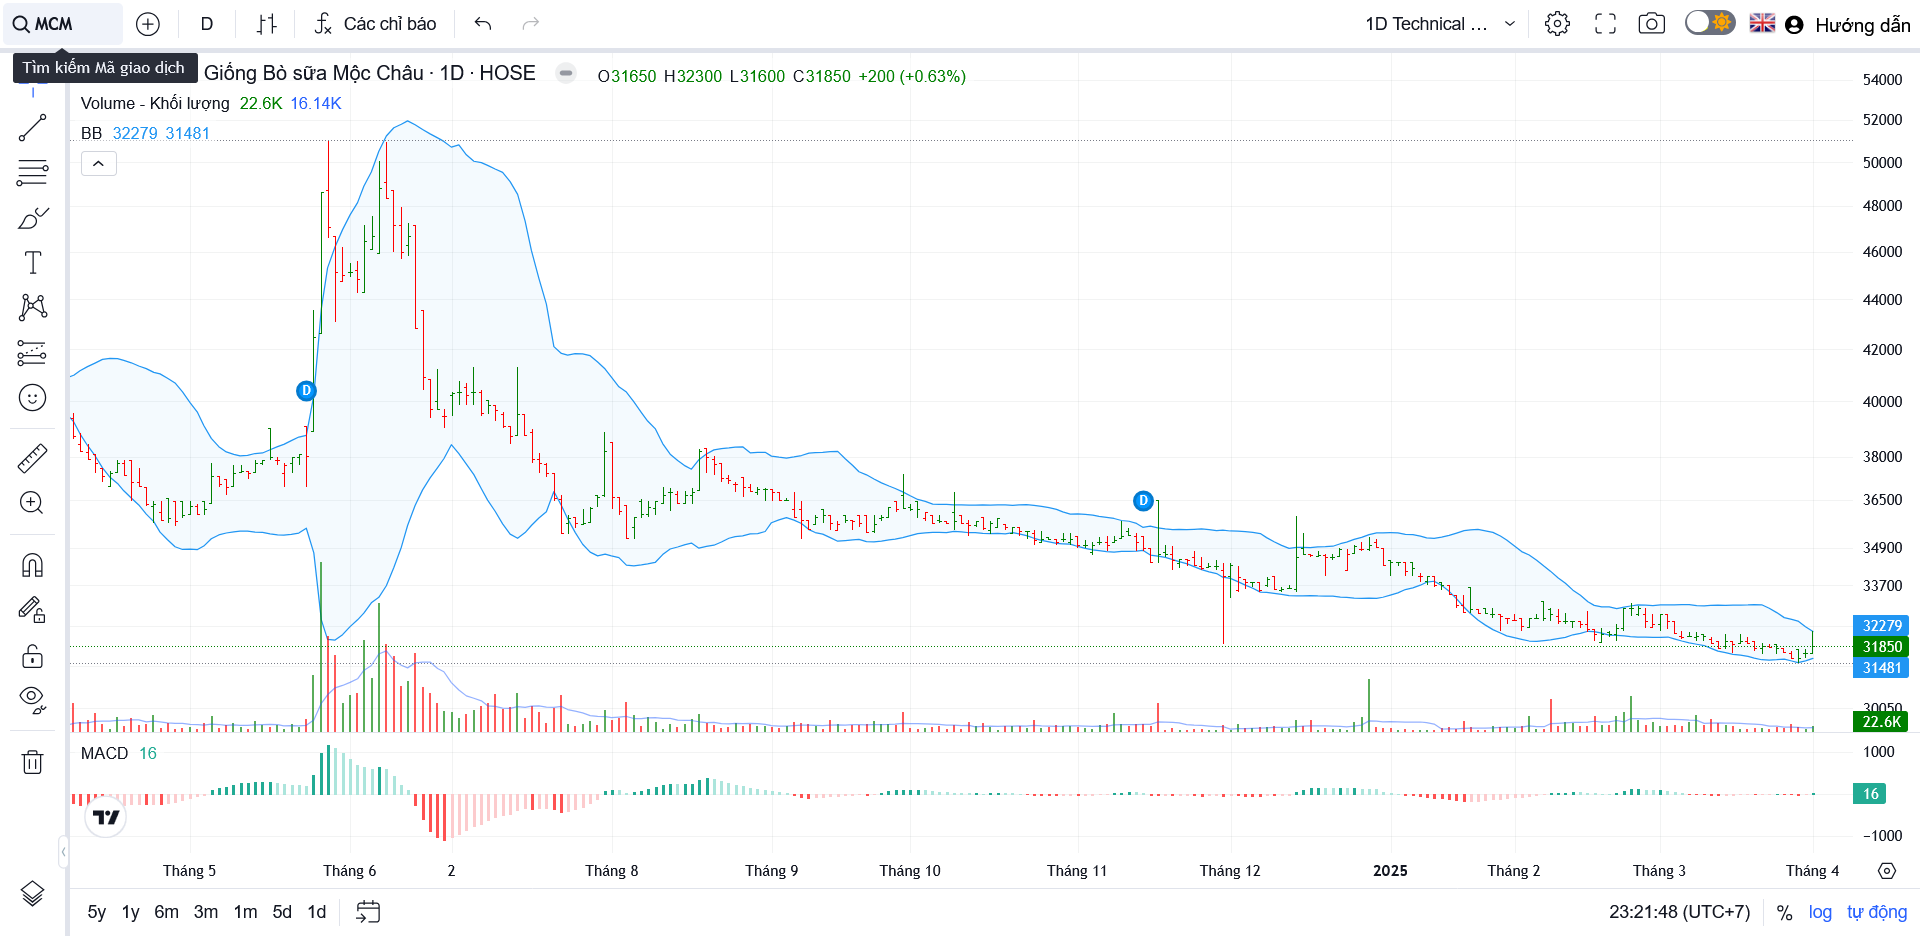 MCM
D
Các chỉ báo
1D Technical ...
Hướng dẫn
Tìm kiếm Mã giao dịch
Giống Bò sữa Mộc Châu · 1D · HOSE
O31650 H32300 L31600 C31850 +200 (+0.63%)
Volume - Khối lượng 22.6K 16.14K
BB 32279 31481
54000
52000
50000
48000
46000
44000
42000
40000
38000
36500
34900
33700
32279
31850
31481
30050
22.6K
D
D
T
MACD 16
1000
16
−1000
Tháng 5
Tháng 6
2
Tháng 8
Tháng 9
Tháng 10
Tháng 11
Tháng 12
2025
Tháng 2
Tháng 3
Tháng 4
5y 1y 6m 3m 1m 5d 1d
23:21:48 (UTC+7)
% log tự động